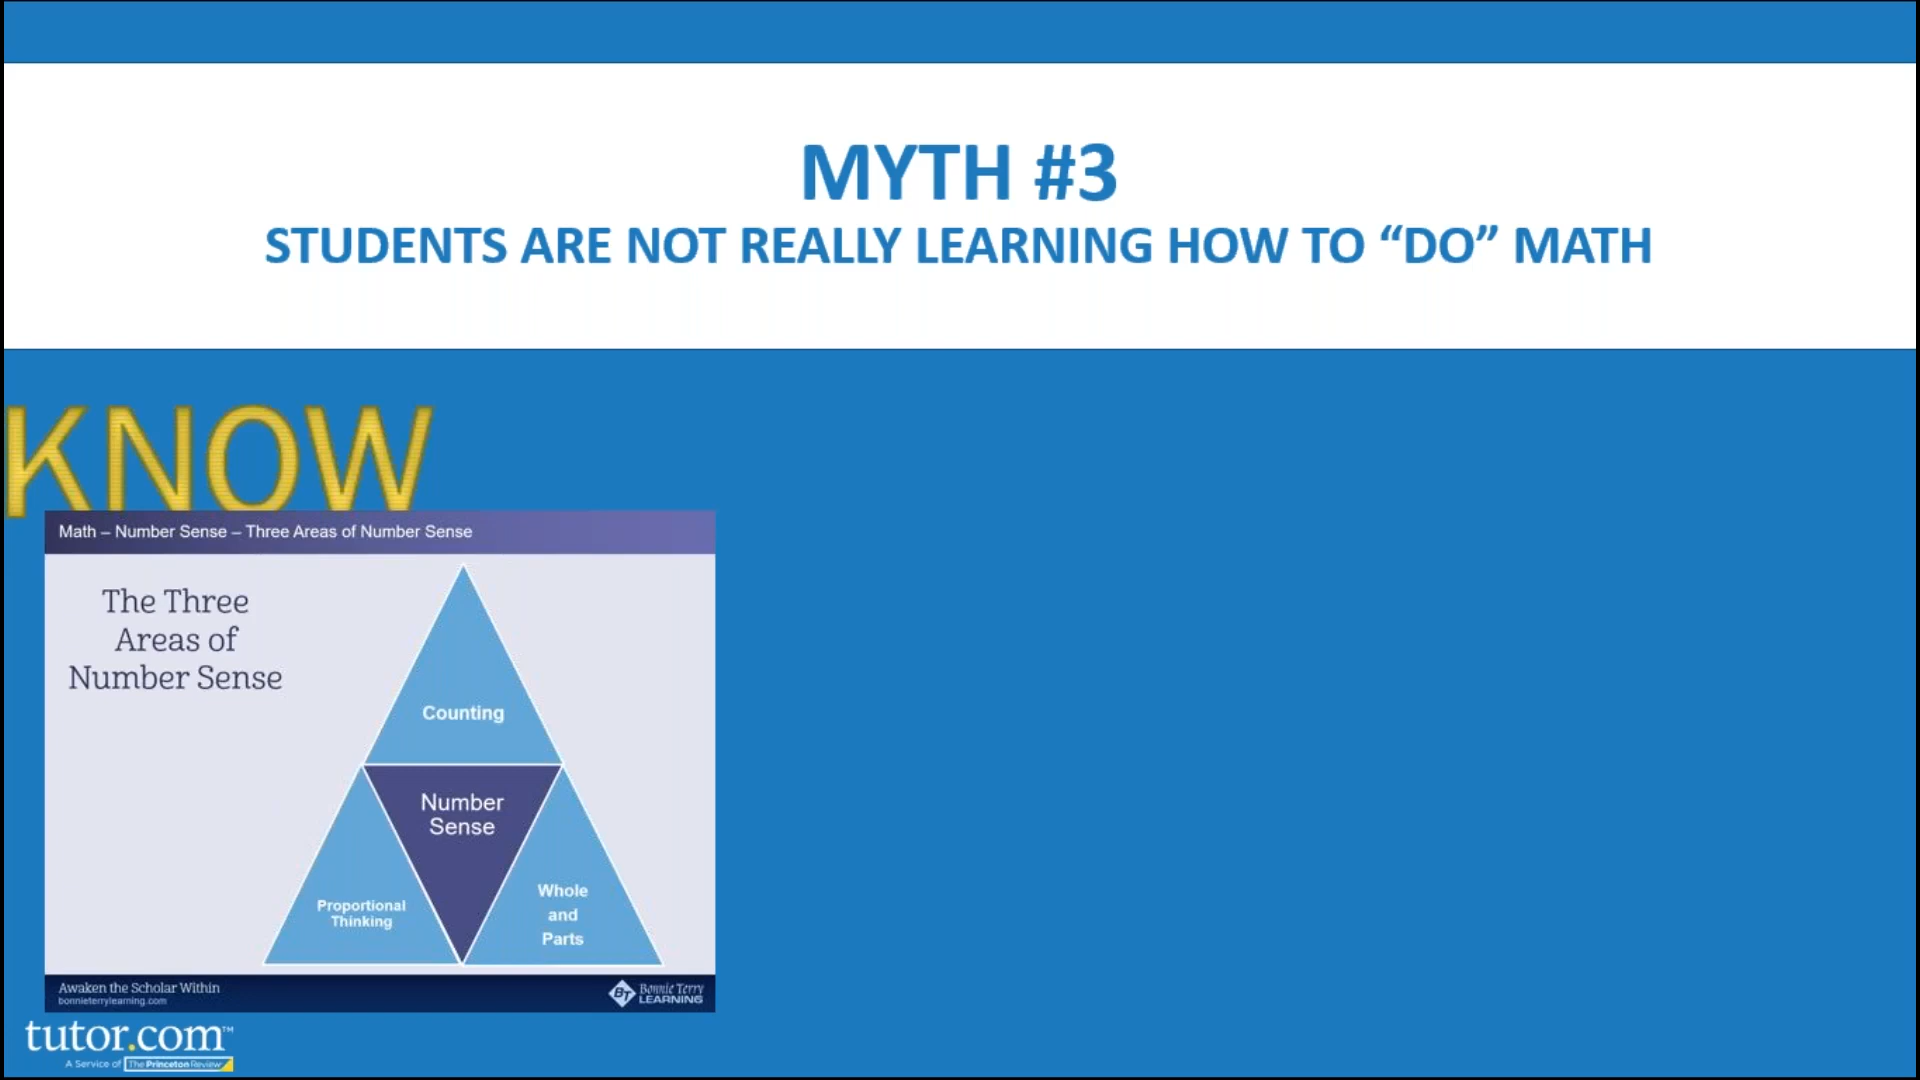 MYTH #3
STUDENTS ARE NOT REALLY LEARNING HOW TO “DO” MATH
KNOW
Math – Number Sense – Three Areas of Number Sense
The Three
Areas of
Number Sense
Counting
Number
Sense
Proportional
Thinking
Whole
and
Parts
Awaken the Scholar Within
bonnieterrylearning.com
BT
Bonnie Terry
LEARNING
tutor.com™
A Service of The Princeton Review